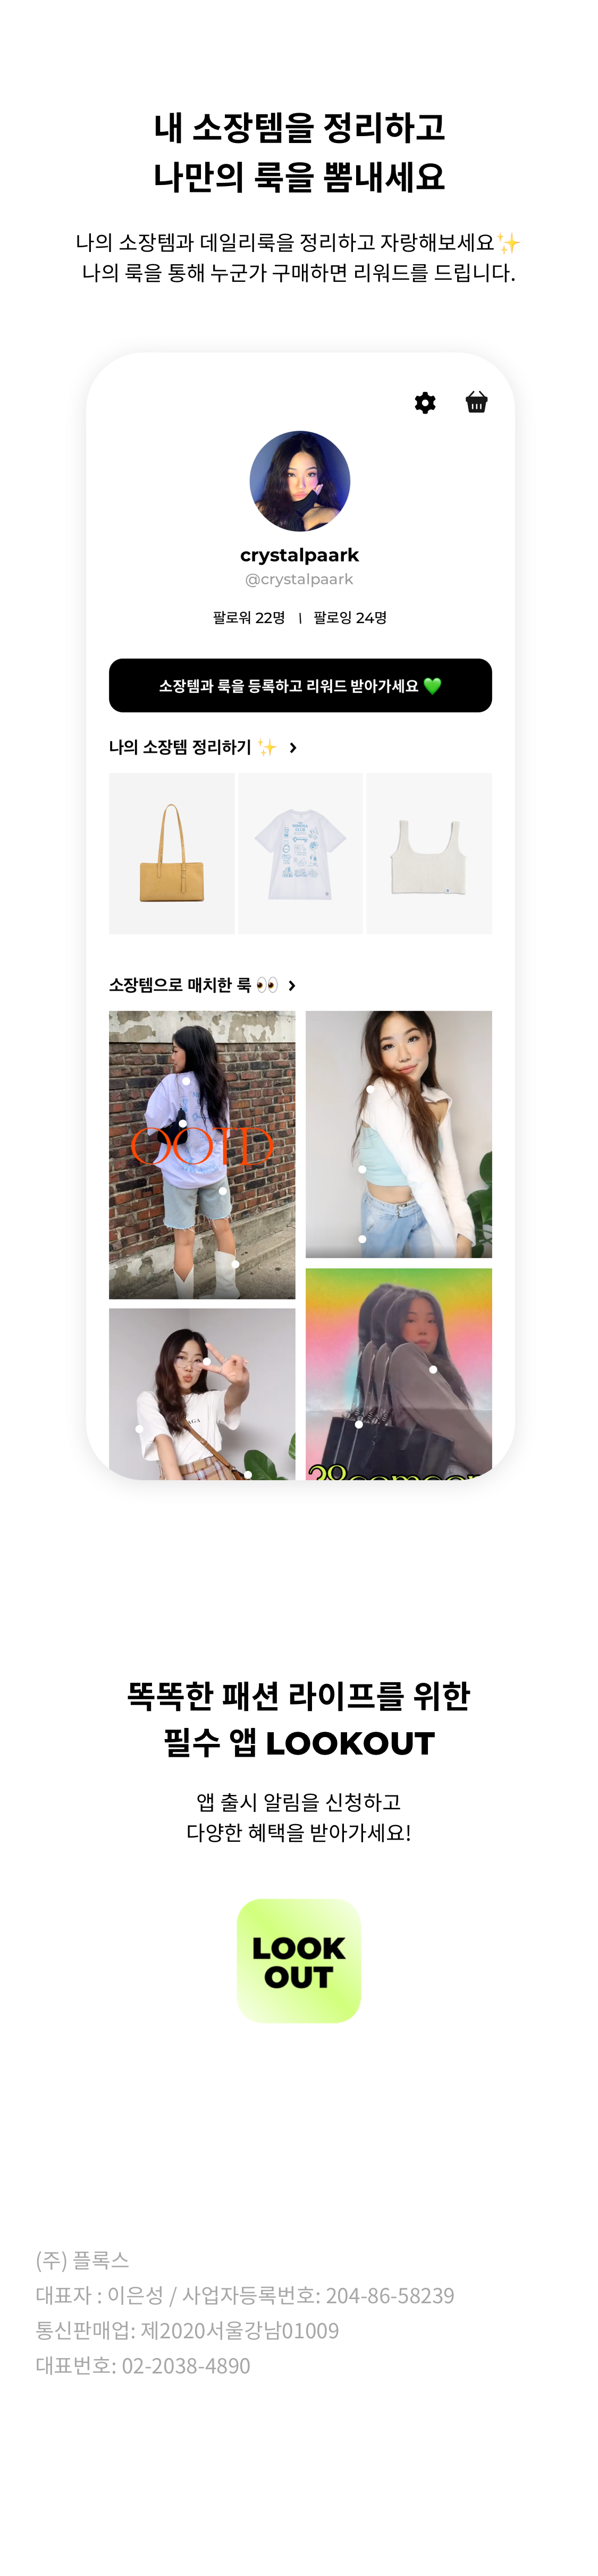 내 소장템을 정리하고
나만의 룩을 뽐내세요
나의 소장템과 데일리룩을 정리하고 자랑해보세요✨
나의 룩을 통해 누군가 구매하면 리워드를 드립니다.
crystalpaark
@crystalpaark
팔로워 22명 | 팔로잉 24명
소장템과 룩을 등록하고 리워드 받아가세요 💚
나의 소장템 정리하기 ✨ >
소장템으로 매치한 룩 👀 >
OOTD
똑똑한 패션 라이프를 위한
필수 앱 LOOKOUT
앱 출시 알림을 신청하고
다양한 혜택을 받아가세요!
LOOK
OUT
(주) 플록스
대표자 : 이은성 / 사업자등록번호: 204-86-58239
통신판매업: 제2020서울강남01009
대표번호: 02-2038-4890